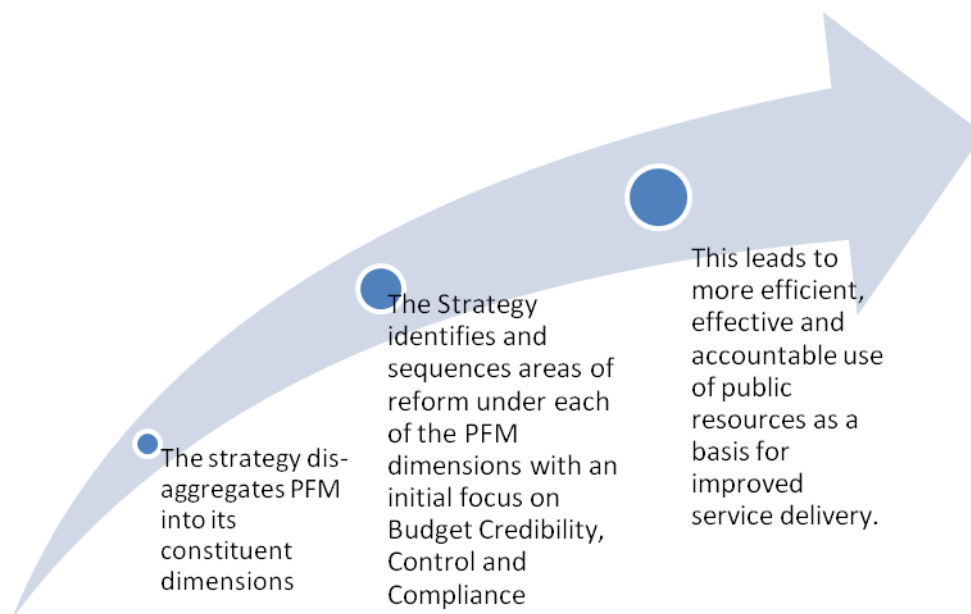 The strategy dis-
aggregates PFM
into its
constituent
dimensions
The Strategy
identifies and
sequences areas of
reform under each
of the PFM
dimensions with an
initial focus on
Budget Credibility,
Control and
Compliance
This leads to
more efficient,
effective and
accountable use
of public
resources as a
basis for
improved
service delivery.